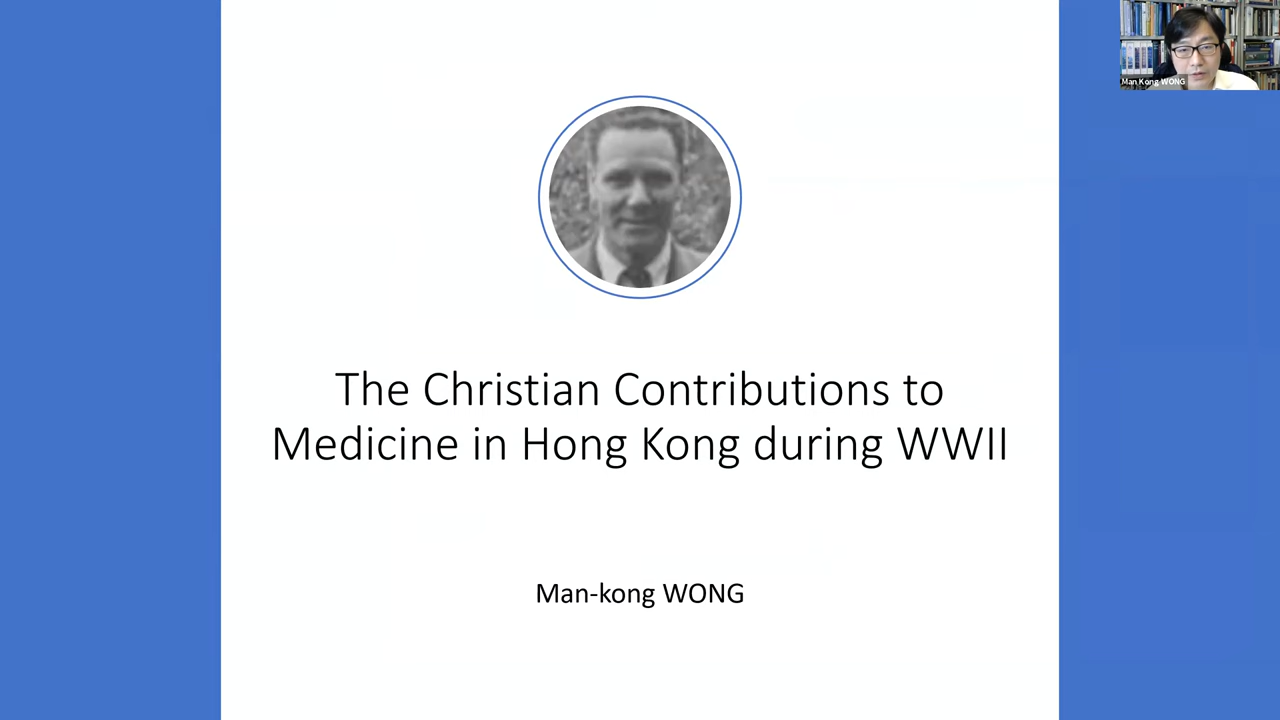 Man Kong WONG
The Christian Contributions to
Medicine in Hong Kong during WWII
Man-kong WONG